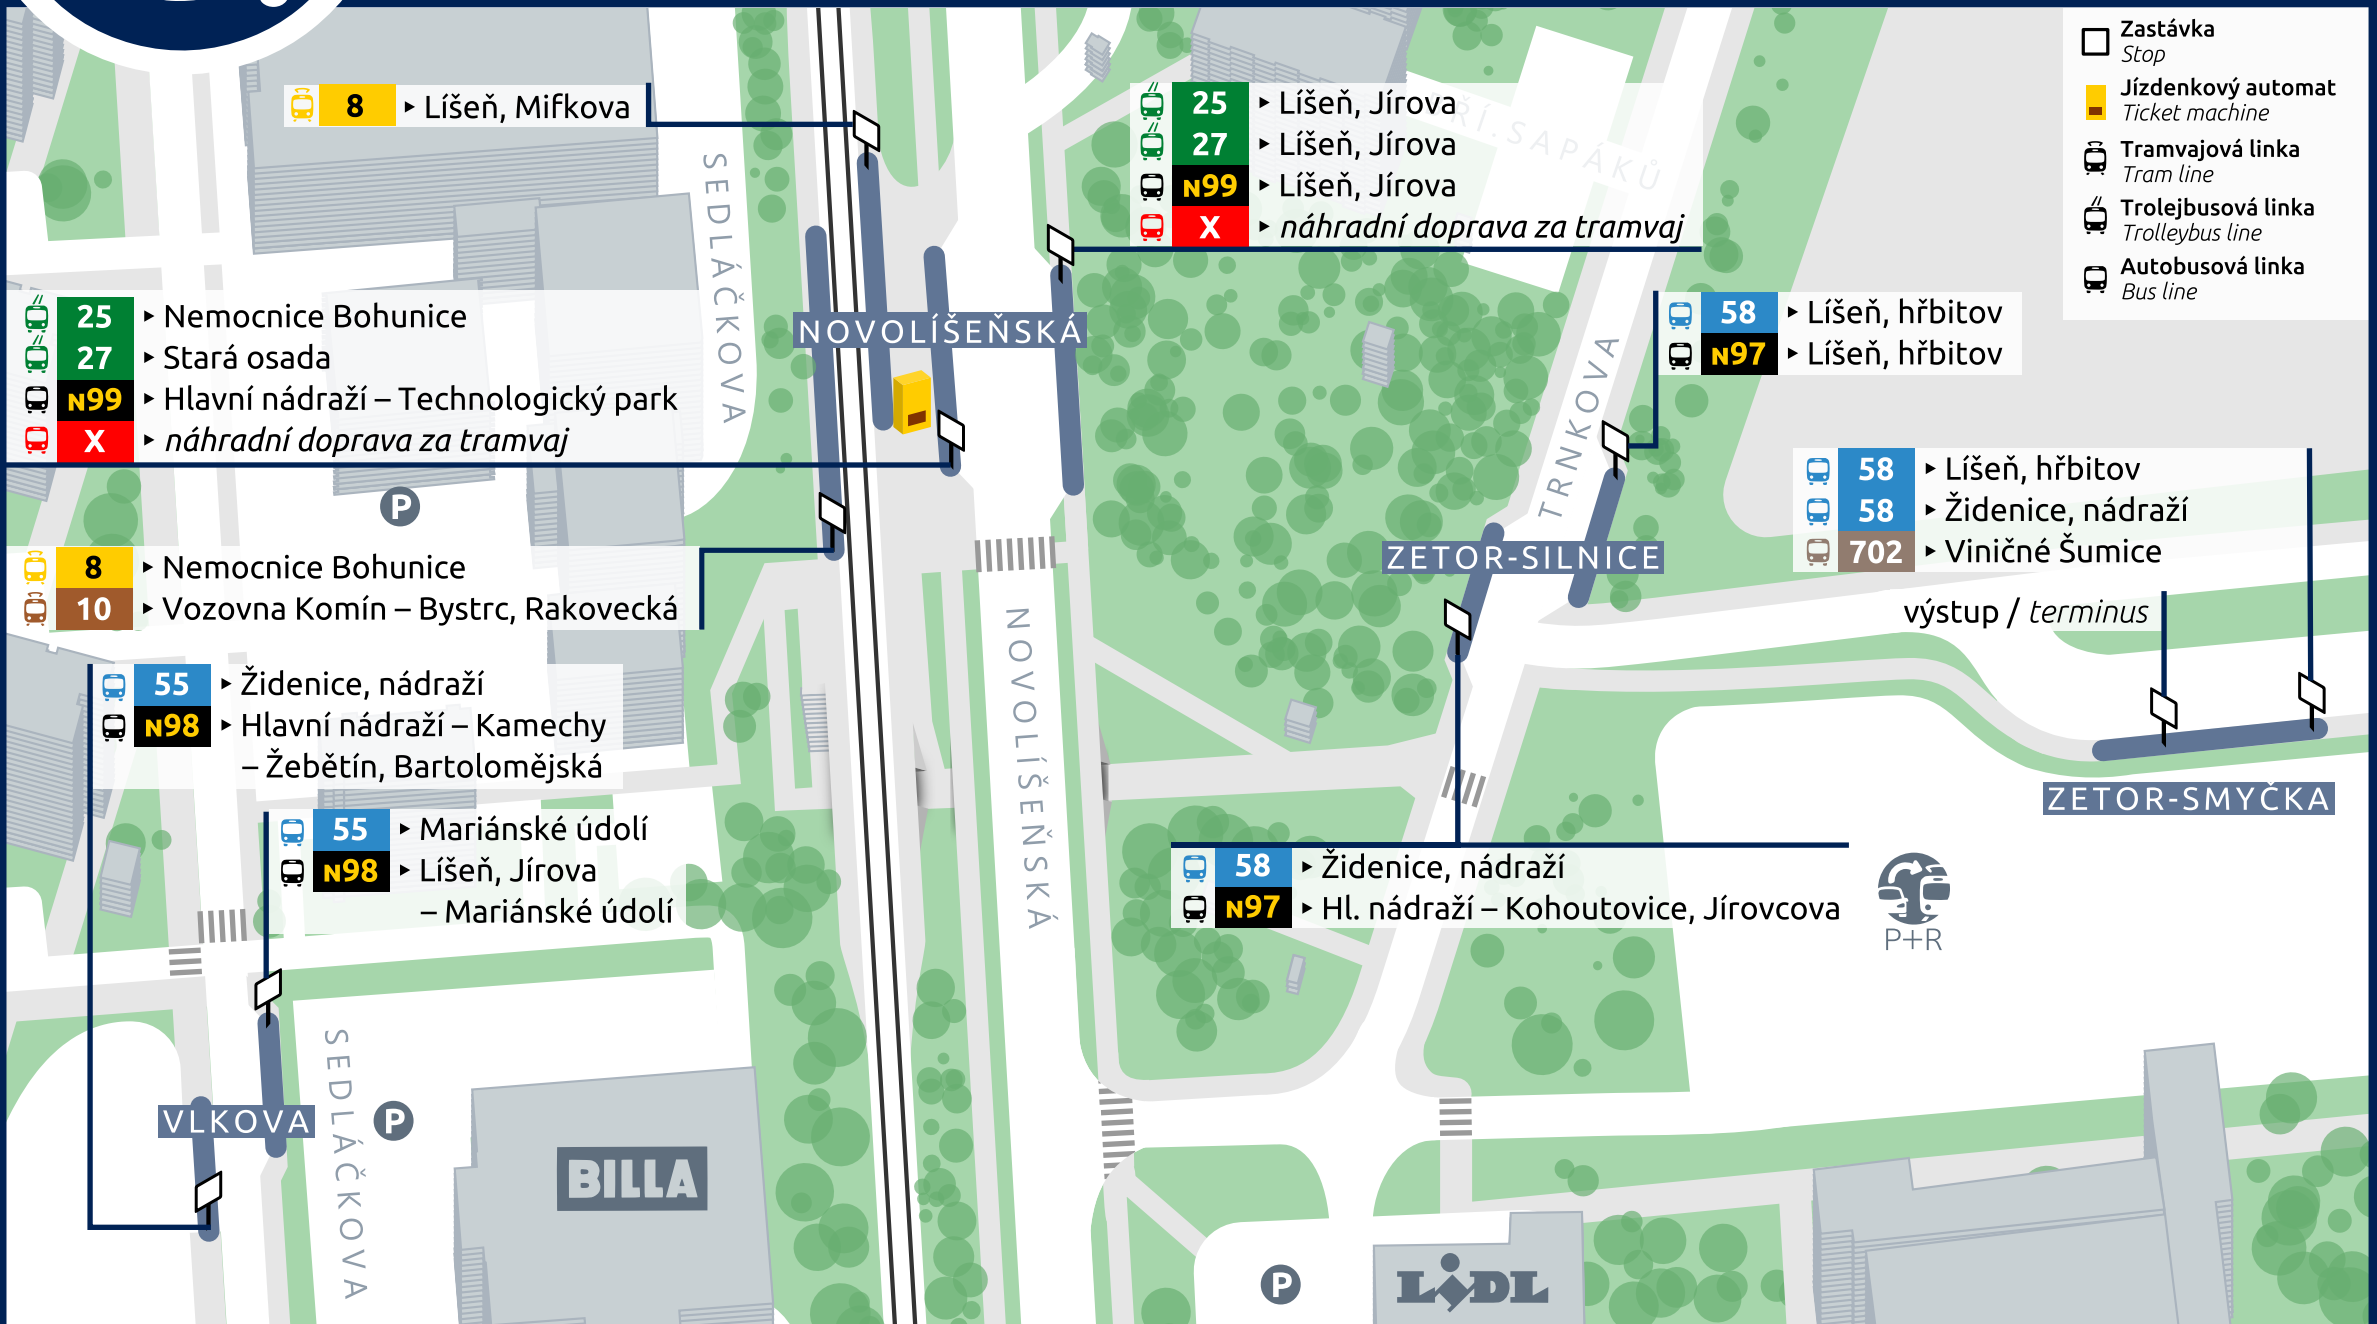 Zastávka
Stop
Jízdenkový automat
Ticket machine
Tramvajová linka
Tram line
Trolejbusová linka
Trolleybus line
Autobusová linka
Bus line
8 ▸ Líšeň, Mifkova
25 ▸ Líšeň, Jírova
27 ▸ Líšeň, Jírova
N99 ▸ Líšeň, Jírova
X ▸ náhradní doprava za tramvaj
BŘÍ. SAPÁKŮ
SEDLÁČKOVA
NOVOLÍŠEŇSKÁ
25 ▸ Nemocnice Bohunice
27 ▸ Stará osada
N99 ▸ Hlavní nádraží – Technologický park
X ▸ náhradní doprava za tramvaj
58 ▸ Líšeň, hřbitov
N97 ▸ Líšeň, hřbitov
TRNKOVA
58 ▸ Líšeň, hřbitov
58 ▸ Židenice, nádraží
702 ▸ Viničné Šumice
výstup / terminus
P
ZETOR-SILNICE
8 ▸ Nemocnice Bohunice
10 ▸ Vozovna Komín – Bystrc, Rakovecká
55 ▸ Židenice, nádraží
N98 ▸ Hlavní nádraží – Kamechy
– Žebětín, Bartolomějská
NOVOLÍŠEŇSKÁ
ZETOR-SMYČKA
55 ▸ Mariánské údolí
N98 ▸ Líšeň, Jírova
– Mariánské údolí
58 ▸ Židenice, nádraží
N97 ▸ Hl. nádraží – Kohoutovice, Jírovcova
P+R
VLKOVA
SEDLÁČKOVA
P
BILLA
P
LIDL